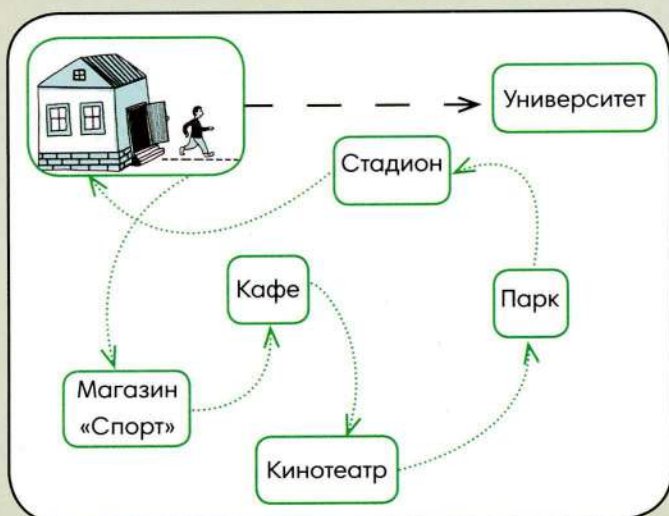 Университет
Стадион
Кафе
Парк
Магазин
«Спорт»
Кинотеатр